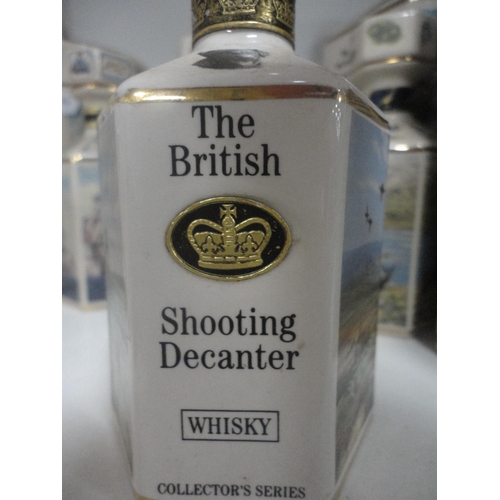 The
British
Shooting
Decanter
WHISKY
COLLECTOR'S SERIES